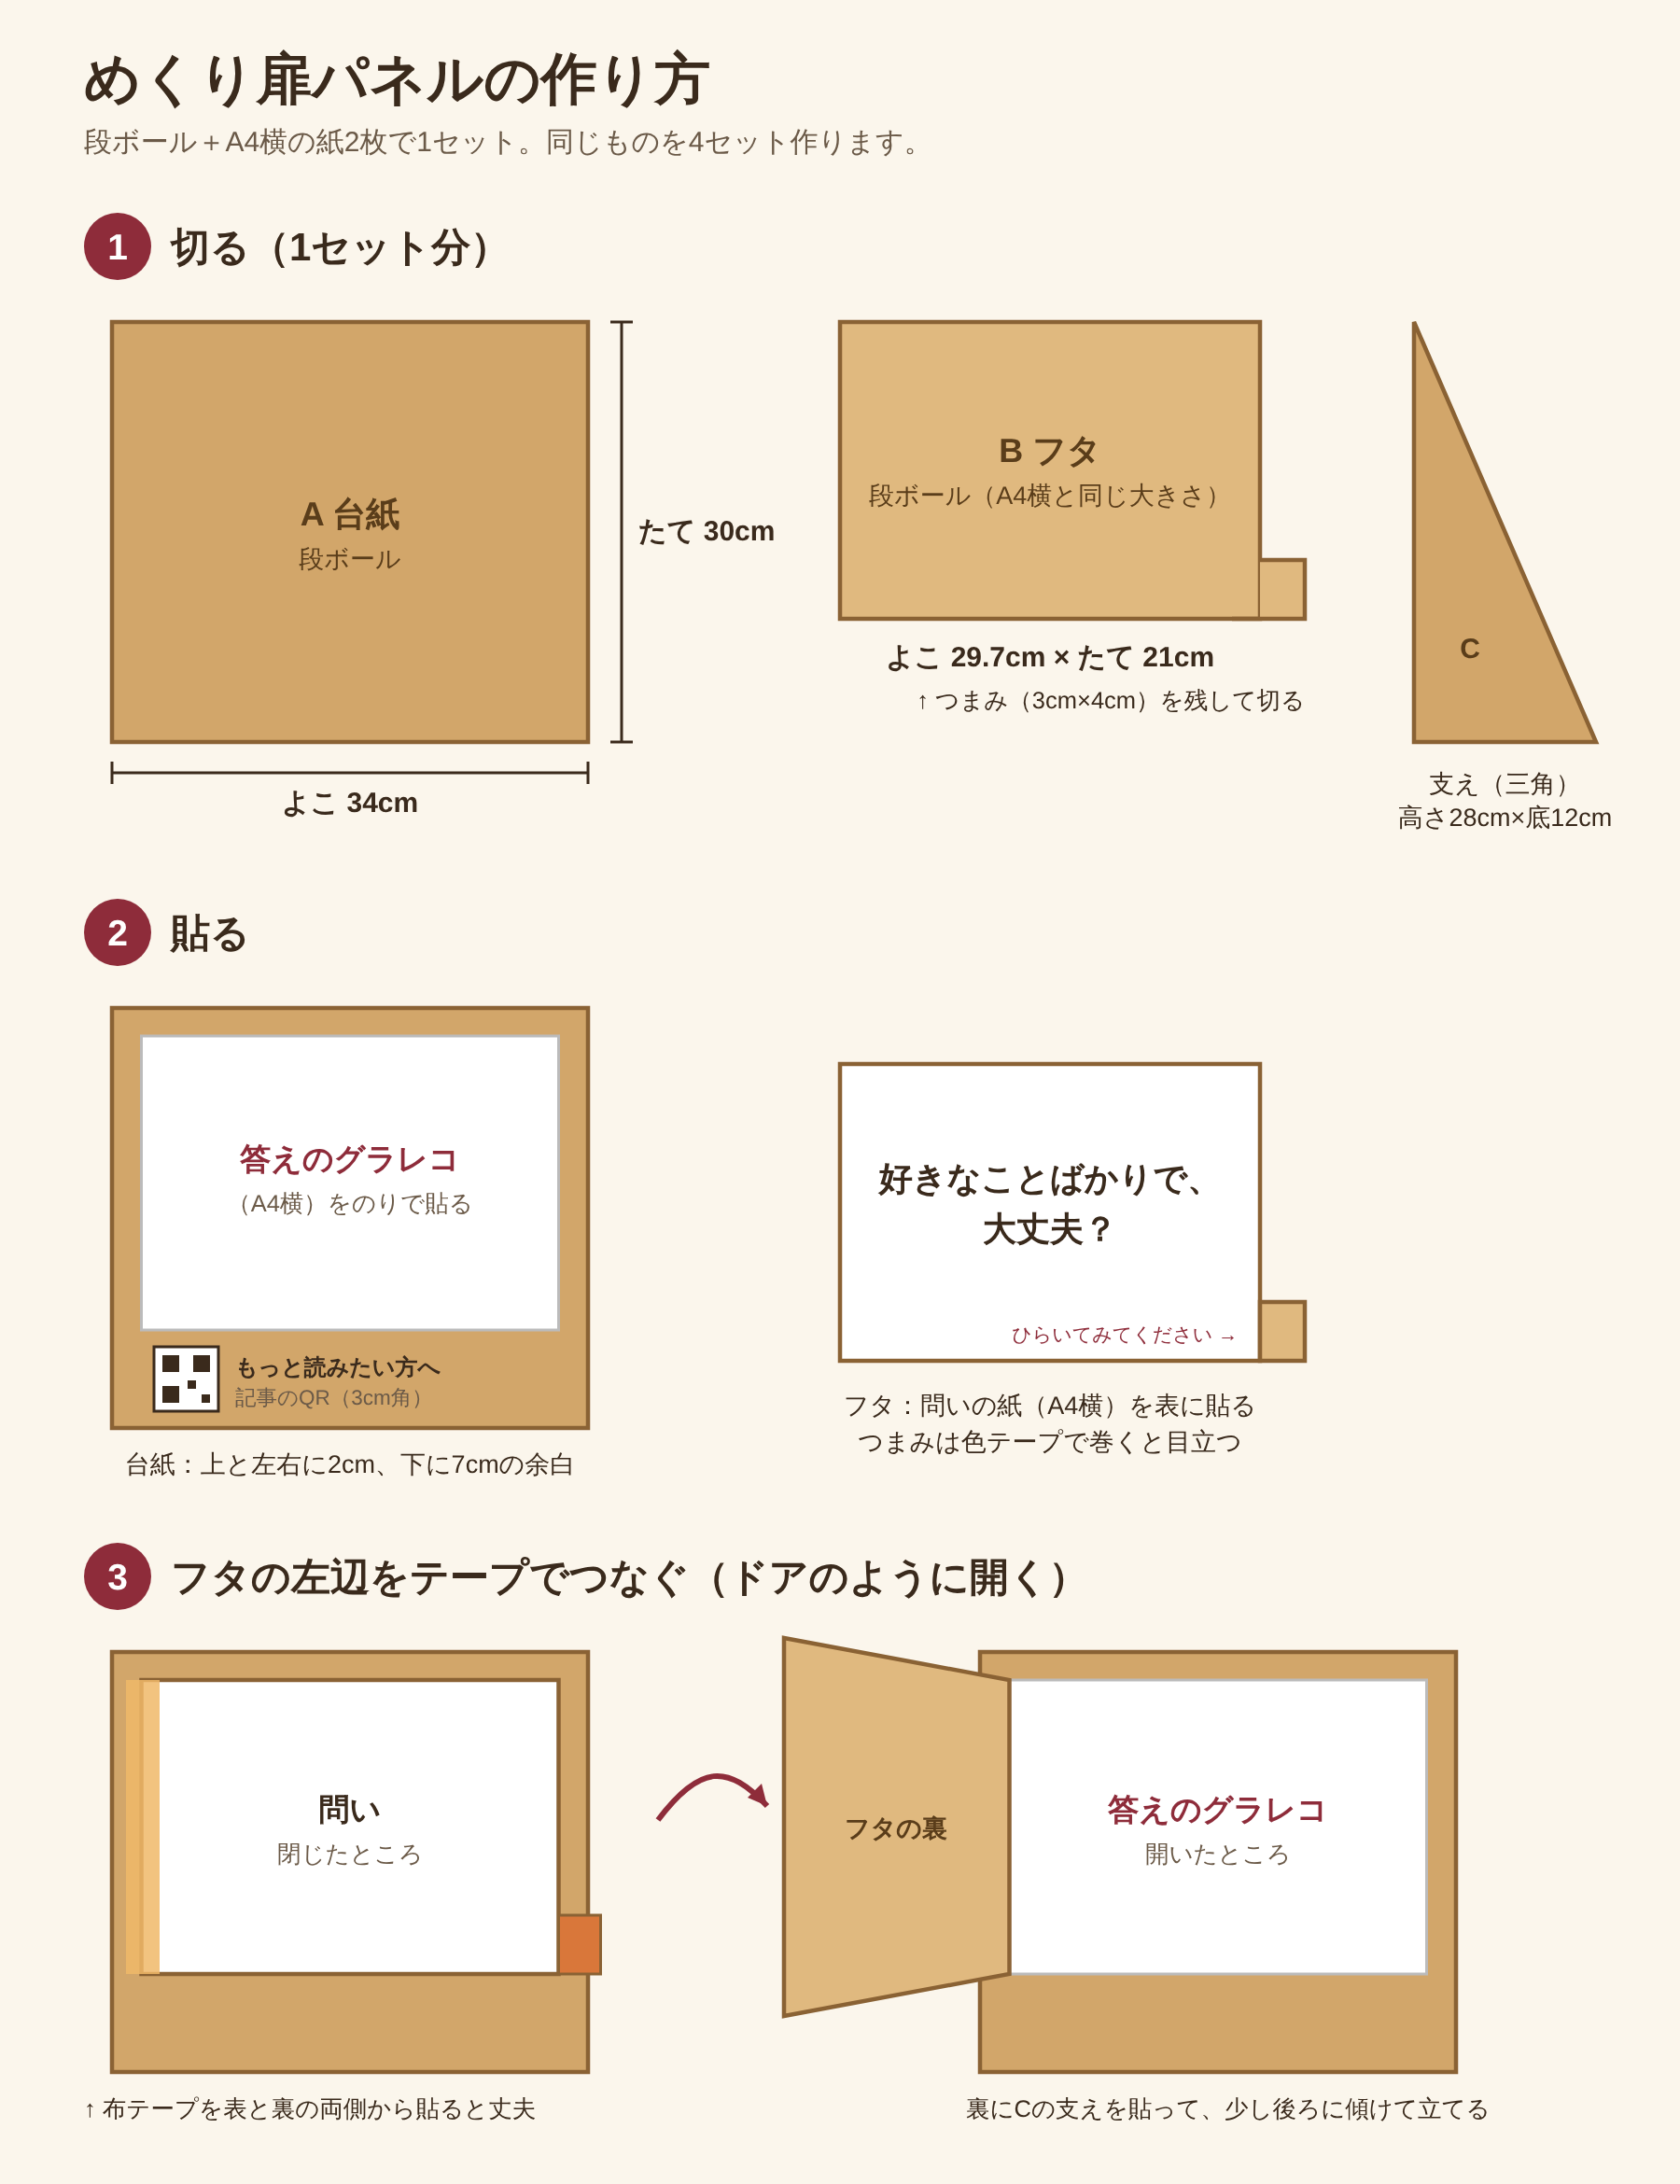 めくり扉パネルの作り方
段ボール＋A4横の紙2枚で1セット。同じものを4セット作ります。
1 切る（1セット分）
A 台紙
段ボール
たて 30cm
よこ 34cm
B フタ
段ボール（A4横と同じ大きさ）
よこ 29.7cm × たて 21cm
↑ つまみ（3cm×4cm）を残して切る
C
支え（三角）
高さ28cm×底12cm
2 貼る
答えのグラレコ
（A4横）をのりで貼る
もっと読みたい方へ
記事のQR（3cm角）
台紙：上と左右に2cm、下に7cmの余白
好きなことばかりで、
大丈夫？
ひらいてみてください →
フタ：問いの紙（A4横）を表に貼る
つまみは色テープで巻くと目立つ
3 フタの左辺をテープでつなぐ（ドアのように開く）
問い
閉じたところ
フタの裏
答えのグラレコ
開いたところ
↑ 布テープを表と裏の両側から貼ると丈夫
裏にCの支えを貼って、少し後ろに傾けて立てる